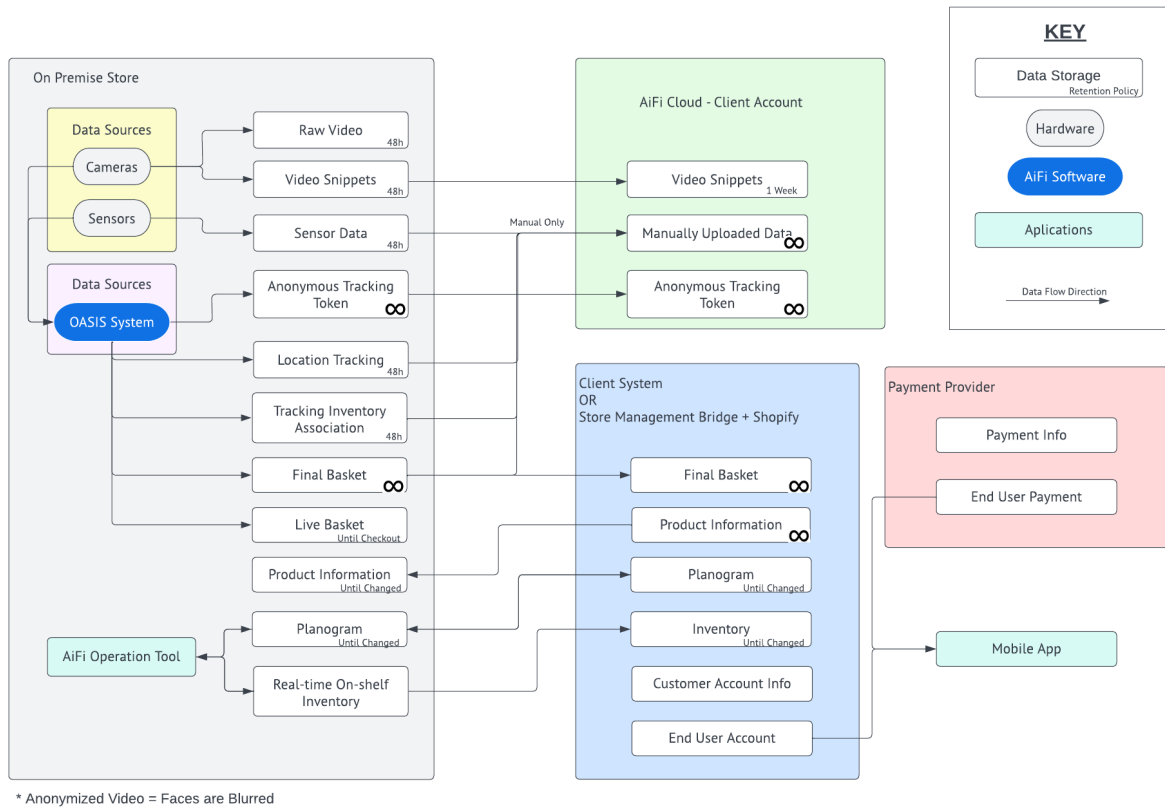 KEY
Data Storage
Retention Policy
Hardware
AiFi Software
Aplications
Data Flow Direction
On Premise Store
Data Sources
Cameras
Sensors
Data Sources
OASIS System
AiFi Operation Tool
Raw Video
48h
Video Snippets
48h
Sensor Data
48h
Anonymous Tracking
Token
∞
Location Tracking
48h
Tracking Inventory
Association
48h
Final Basket
∞
Live Basket
Until Checkout
Product Information
Until Changed
Planogram
Until Changed
Real-time On-shelf
Inventory
Manual Only
AiFi Cloud - Client Account
Video Snippets
1 Week
Manually Uploaded Data
∞
Anonymous Tracking
Token
∞
Client System
OR
Store Management Bridge + Shopify
Final Basket
∞
Product Information
∞
Planogram
Until Changed
Inventory
Until Changed
Customer Account Info
End User Account
Payment Provider
Payment Info
End User Payment
Mobile App
* Anonymized Video = Faces are Blurred